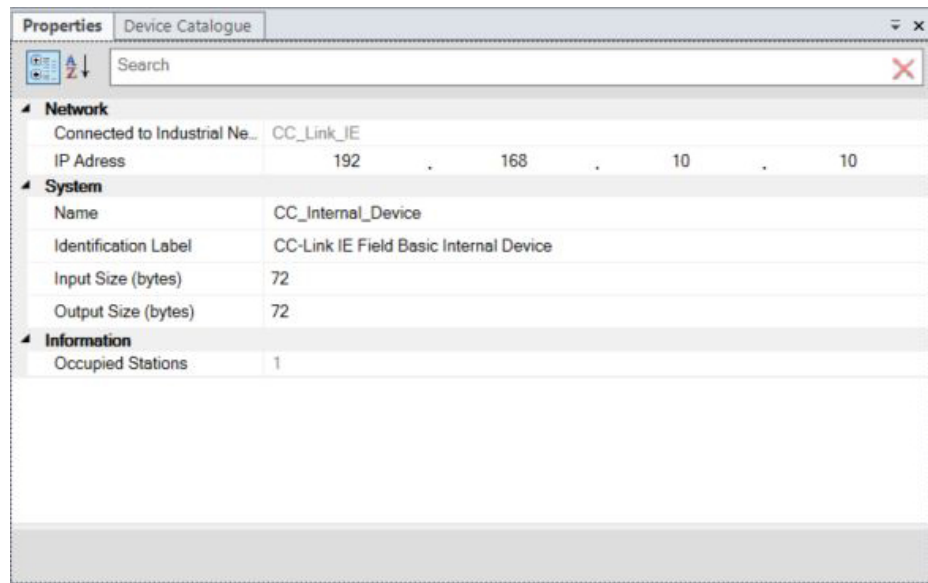 Properties Device Catalogue
Search
Network
Connected to Industrial Ne... CC_Link_IE
IP Adress 192 . 168 . 10 . 10
System
Name CC_Internal_Device
Identification Label CC-Link IE Field Basic Internal Device
Input Size (bytes) 72
Output Size (bytes) 72
Information
Occupied Stations 1